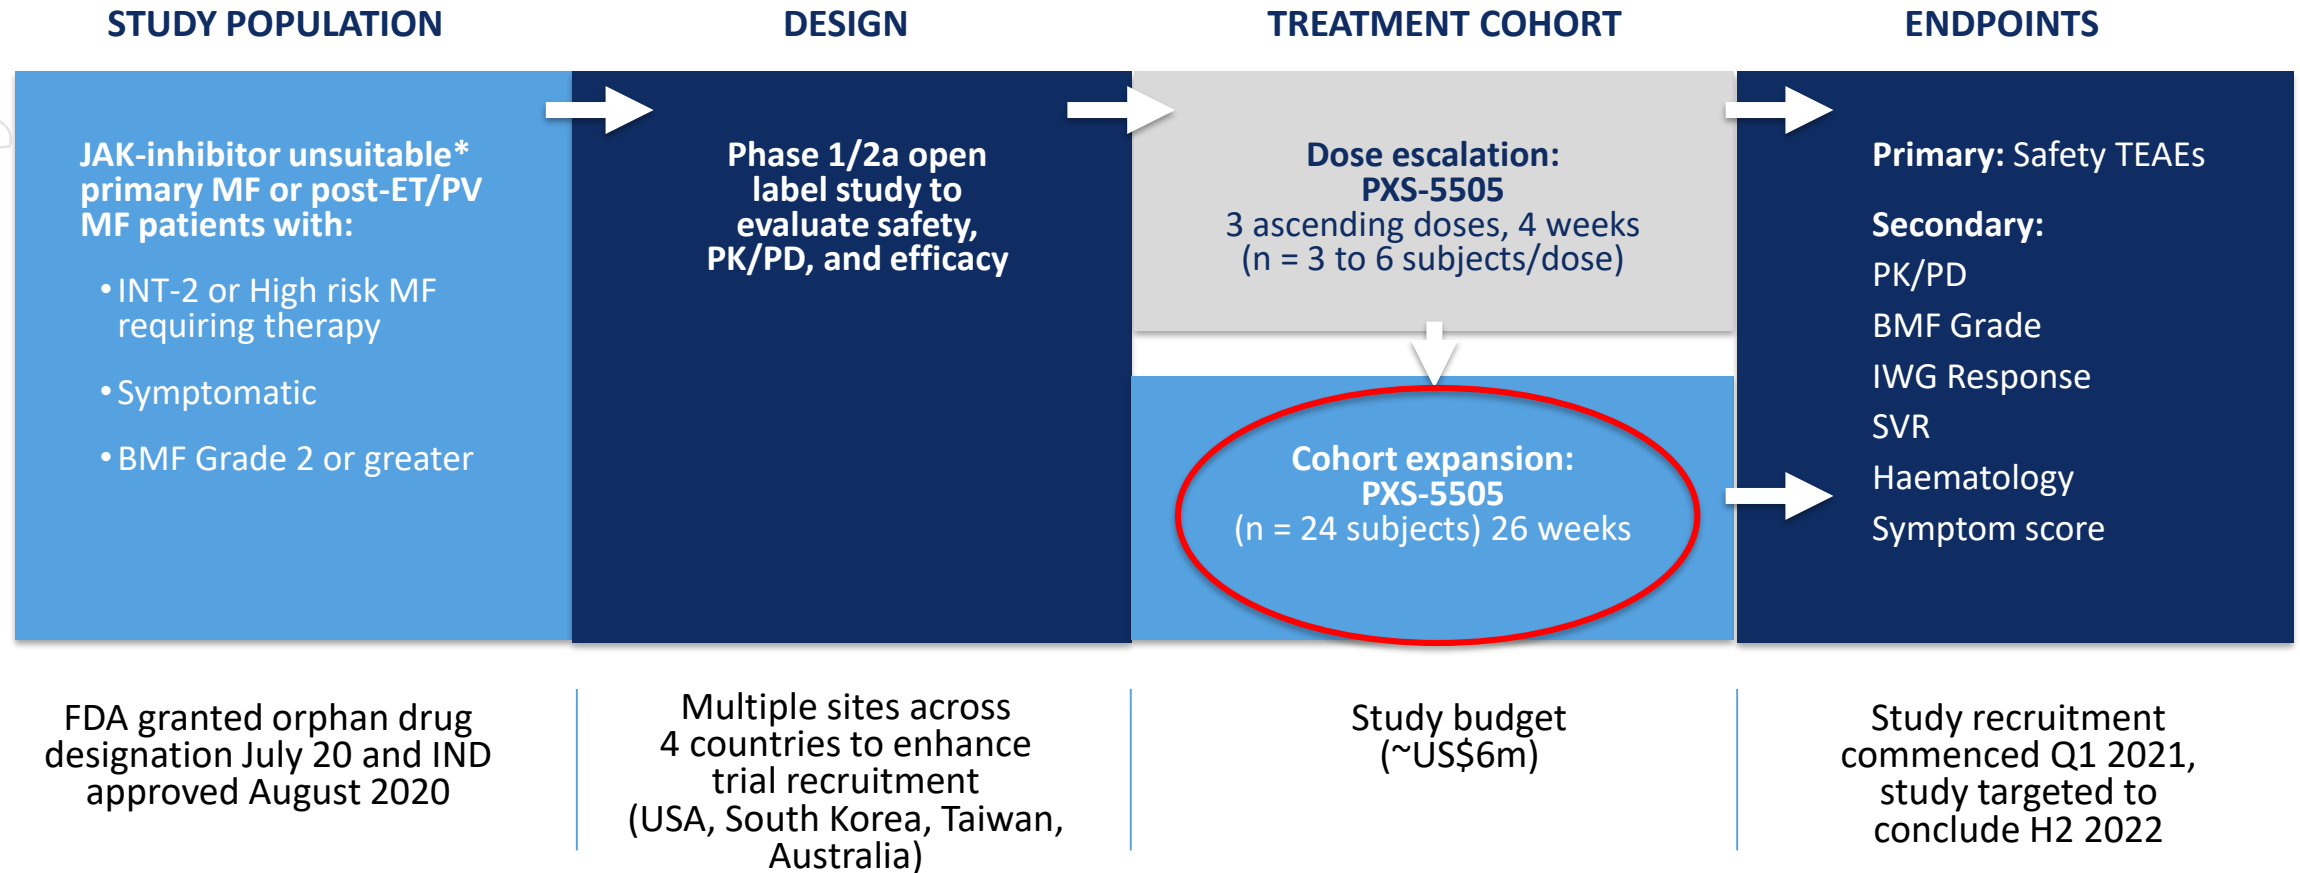 STUDY POPULATION
JAK-inhibitor unsuitable*
primary MF or post-ET/PV
MF patients with:
• INT-2 or High risk MF
requiring therapy
• Symptomatic
• BMF Grade 2 or greater
FDA granted orphan drug
designation July 20 and IND
approved August 2020
DESIGN
Phase 1/2a open
label study to
evaluate safety,
PK/PD, and efficacy
Multiple sites across
4 countries to enhance
trial recruitment
(USA, South Korea, Taiwan,
Australia)
TREATMENT COHORT
Dose escalation:
PXS-5505
3 ascending doses, 4 weeks
(n = 3 to 6 subjects/dose)
Cohort expansion:
PXS-5505
(n = 24 subjects) 26 weeks
Study budget
(~US$6m)
ENDPOINTS
Primary: Safety TEAEs
Secondary:
PK/PD
BMF Grade
IWG Response
SVR
Haematology
Symptom score
Study recruitment
commenced Q1 2021,
study targeted to
conclude H2 2022